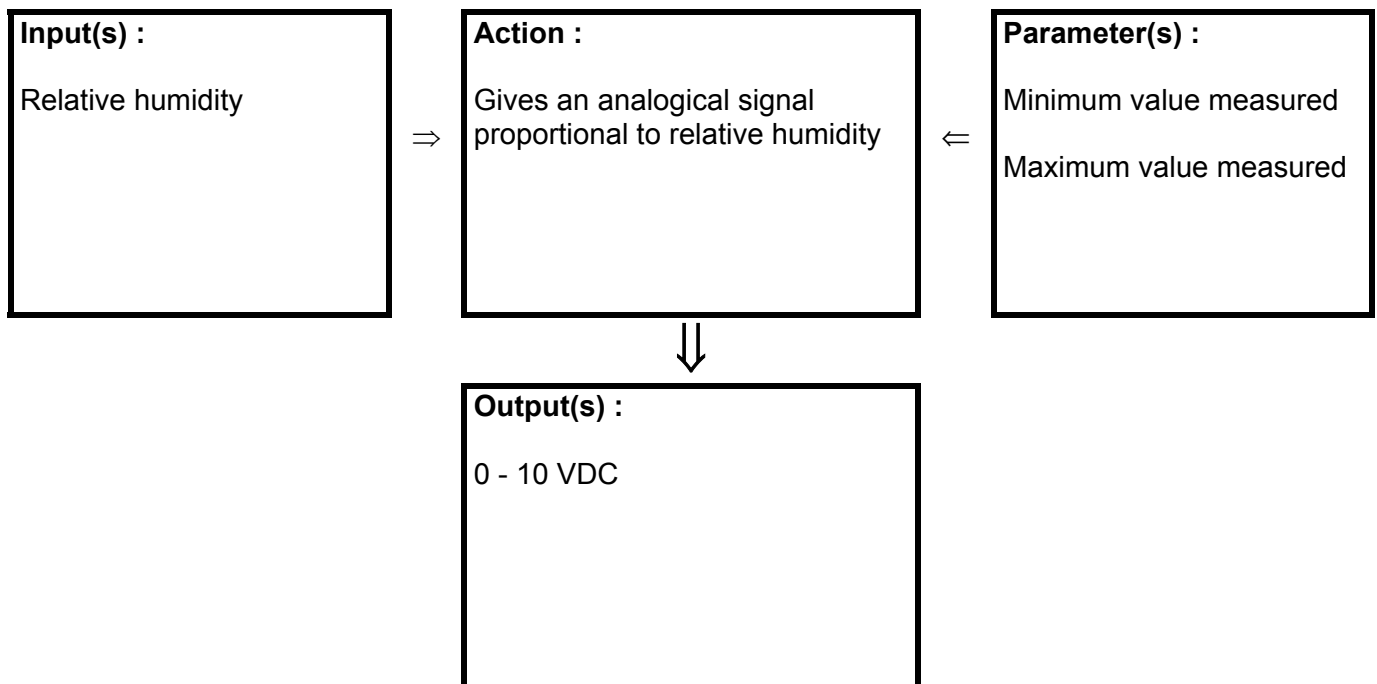 Input(s) :
Relative humidity
⇒
Action :
Gives an analogical signal
proportional to relative humidity
⇐
Parameter(s) :
Minimum value measured
Maximum value measured
⇓
Output(s) :
0 - 10 VDC